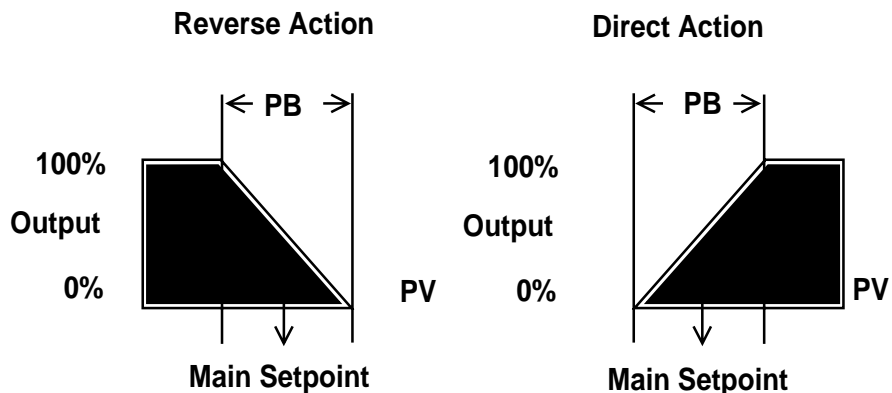 Reverse Action
PB
100%
Output
0%
PV
Main Setpoint
Direct Action
PB
100%
Output
0%
PV
Main Setpoint